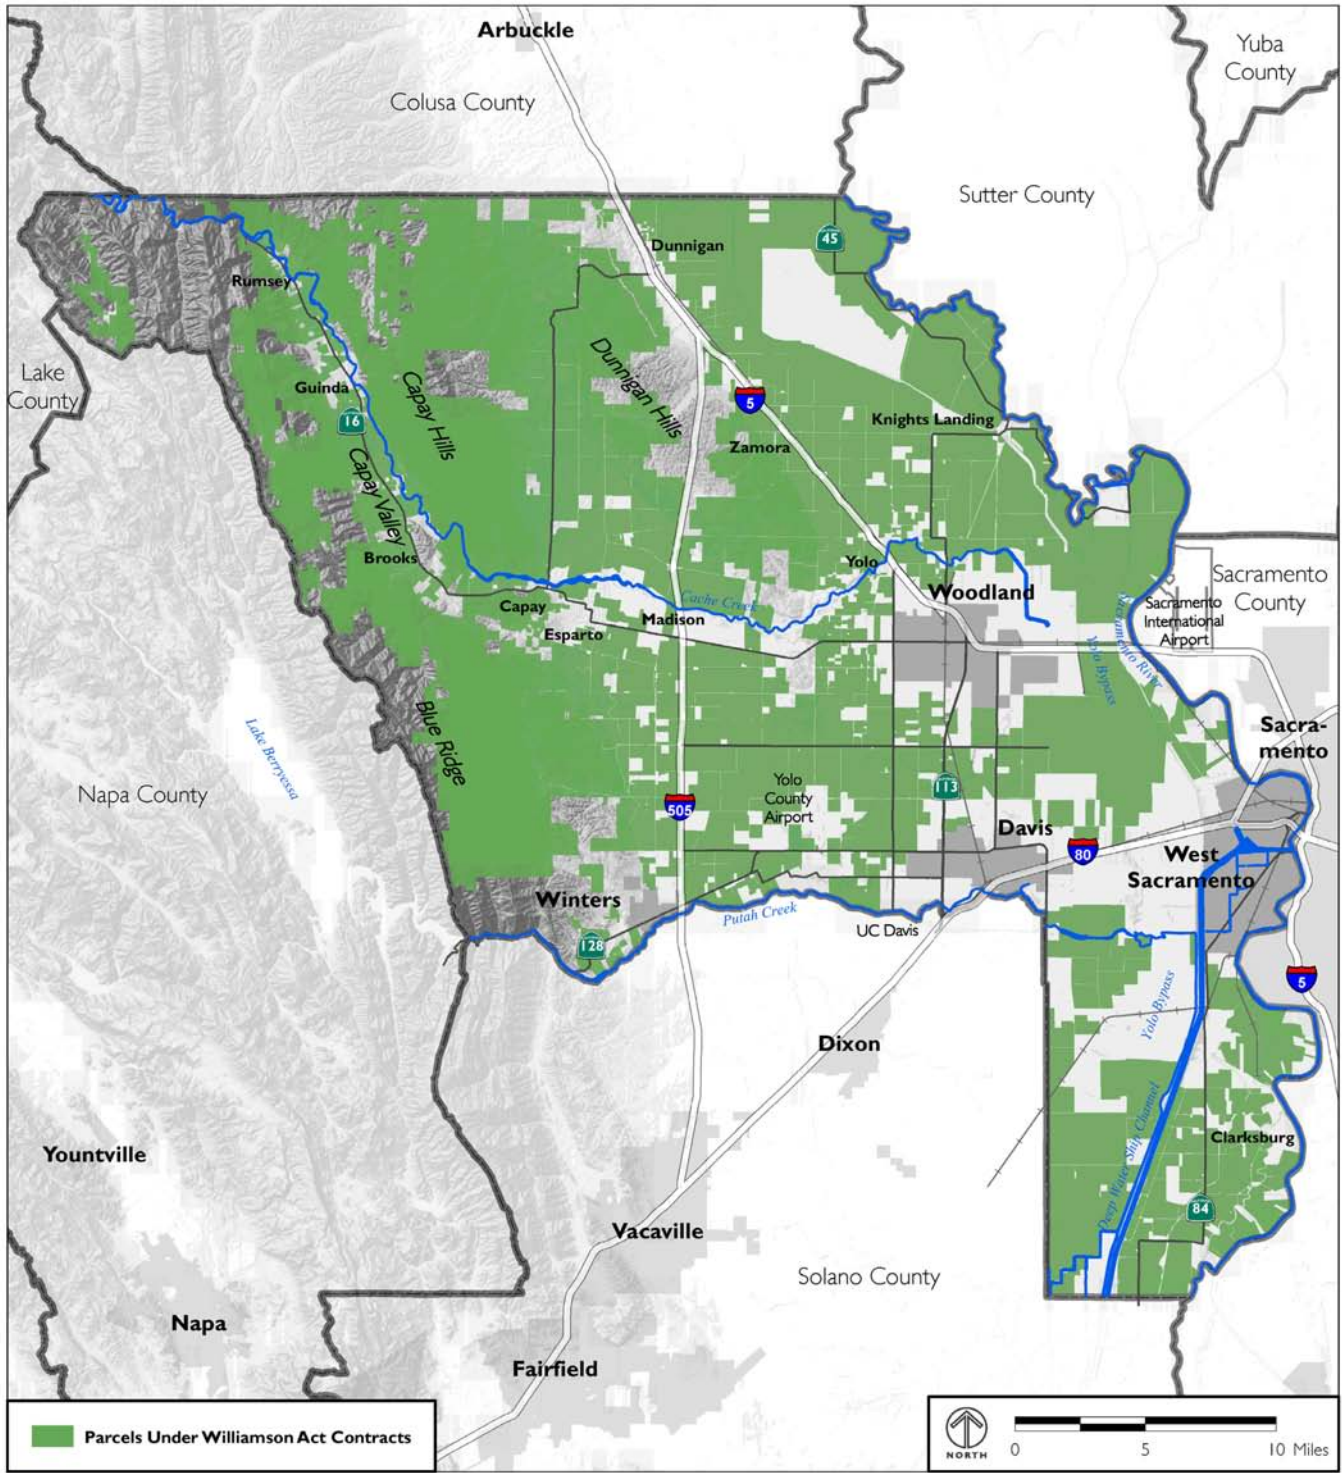 Arbuckle
Yuba
County
Colusa County
Sutter County
45
Dunnigan
Rumsey
Lake
County
Guinda
16
Capay Hills
Capay Valley
Dunnigan Hills
5
Knights Landing
Zamora
Brooks
Yolo
Woodland
Sacramento
County
Capay
Cache Creek
Madison
Esparto
Sacramento
International
Airport
Sacramento River
Yolo Bypass
Blue Ridge
Lake Berryessa
Sacra-
mento
Napa County
Yolo
County
Airport
505
113
Davis
80
West
Sacramento
Winters
128
Putah Creek
UC Davis
5
Yolo Bypass
Dixon
Deep Water Ship Channel
Clarksburg
Yountville
84
Vacaville
Solano County
Napa
Fairfield
Parcels Under Williamson Act Contracts
NORTH
0 5 10 Miles